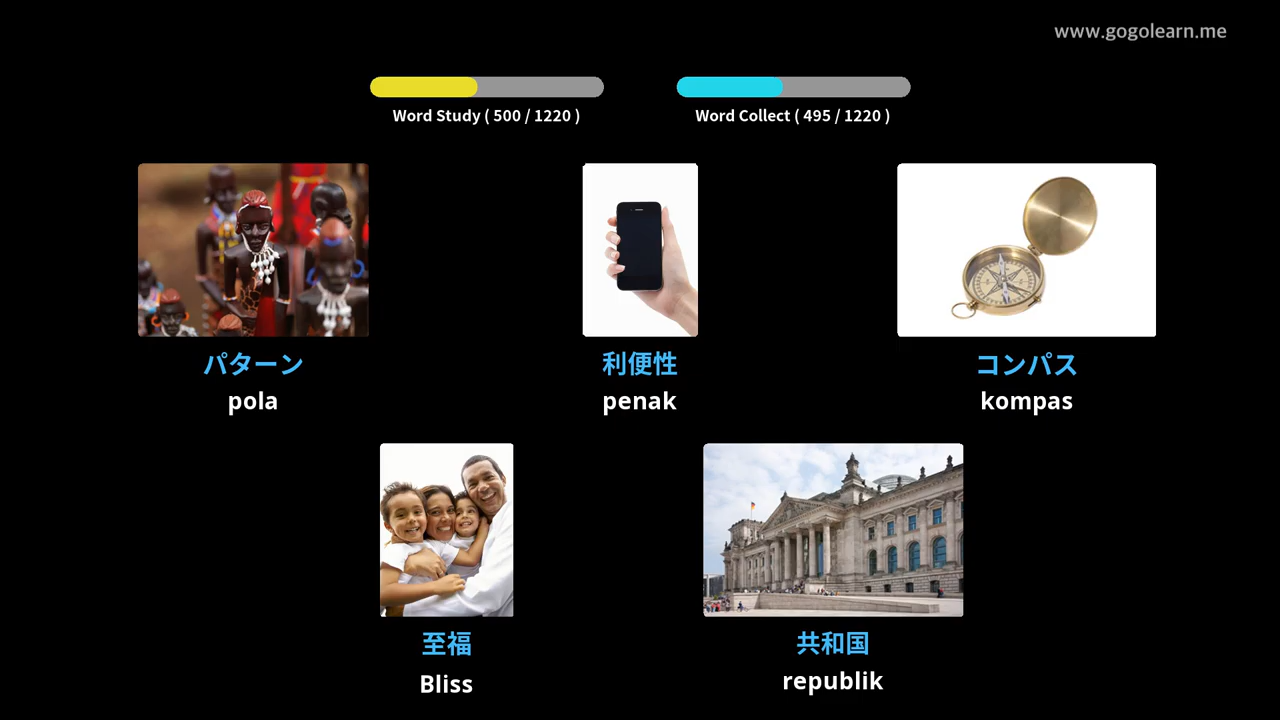 www.gogolearn.me
Word Study ( 500 / 1220 )
Word Collect ( 495 / 1220 )
パターン
pola
利便性
penak
コンパス
kompas
至福
Bliss
共和国
republik